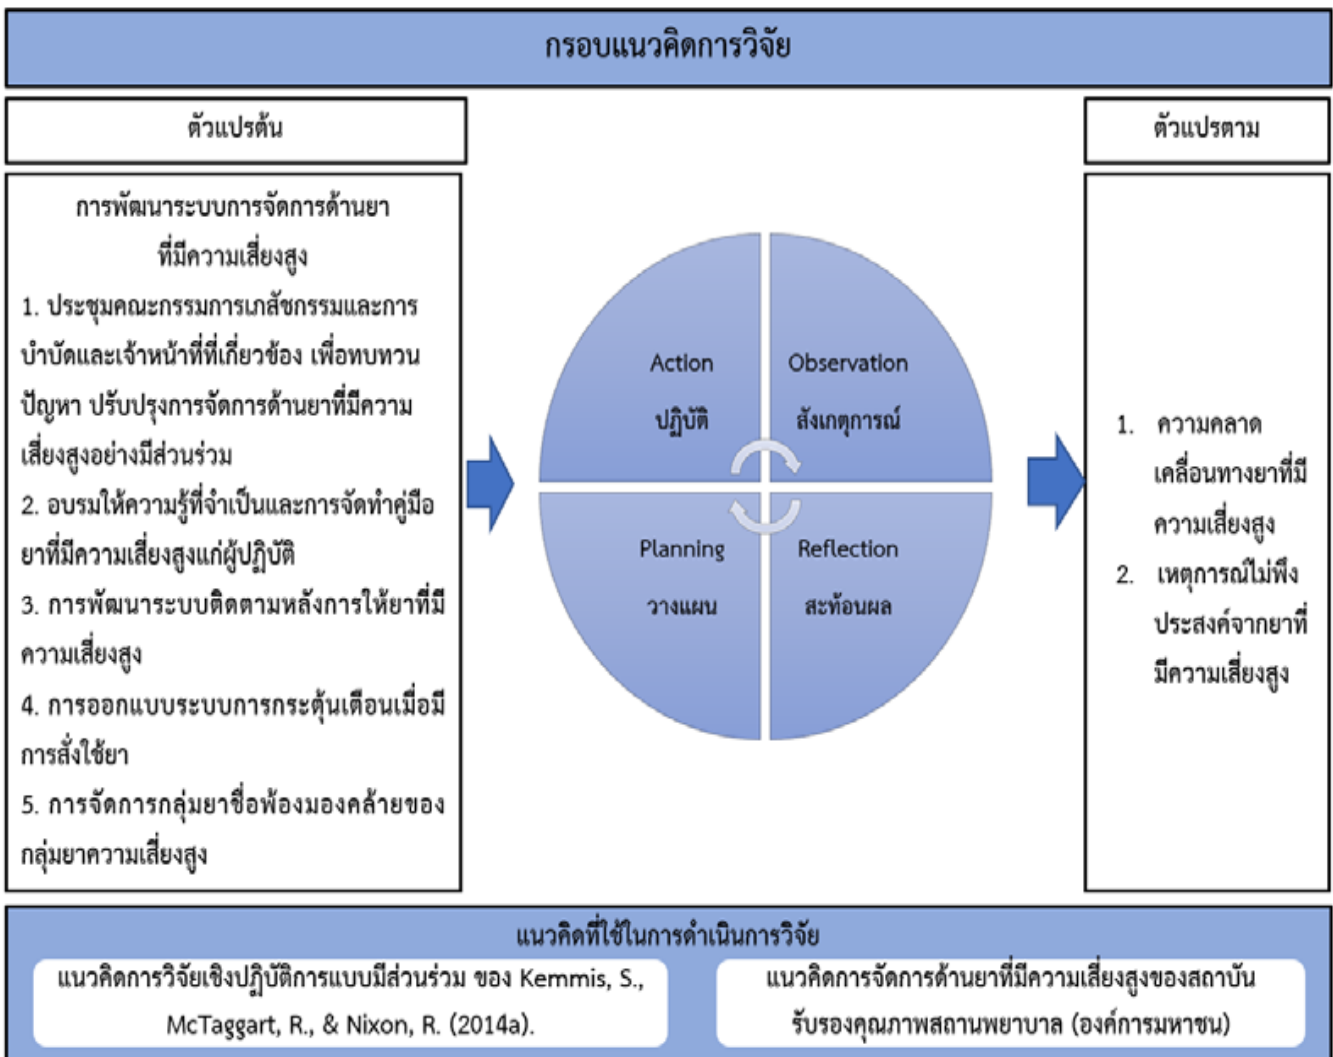 กรอบแนวคิดการวิจัย
ตัวแปรต้น
การพัฒนาระบบการจัดการด้านยา
ที่มีความเสี่ยงสูง
1. ประชุมคณะกรรมการเภสัชกรรมและการ
บำบัดและเจ้าหน้าที่ที่เกี่ยวข้อง เพื่อทบทวน
ปัญหา ปรับปรุงการจัดการด้านยาที่มีความ
เสี่ยงสูงอย่างมีส่วนร่วม
2. อบรมให้ความรู้ที่จำเป็นและการจัดทำคู่มือ
ยาที่มีความเสี่ยงสูงแก่ผู้ปฏิบัติ
3. การพัฒนาระบบติดตามหลังการให้ยาที่มี
ความเสี่ยงสูง
4. การออกแบบระบบการกระตุ้นเตือนเมื่อมี
การสั่งใช้ยา
5. การจัดการกลุ่มยาชื่อพ้องมองคล้ายของ
กลุ่มยาความเสี่ยงสูง
Action
ปฏิบัติ
Observation
สังเกตุการณ์
Planning
วางแผน
Reflection
สะท้อนผล
ตัวแปรตาม
1. ความคลาด
เคลื่อนทางยาที่มี
ความเสี่ยงสูง
2. เหตุการณ์ไม่พึง
ประสงค์จากยาที่
มีความเสี่ยงสูง
แนวคิดที่ใช้ในการดำเนินการวิจัย
แนวคิดการวิจัยเชิงปฏิบัติการแบบมีส่วนร่วม ของ Kemmis, S.,
McTaggart, R., & Nixon, R. (2014a).
แนวคิดการจัดการด้านยาที่มีความเสี่ยงสูงของสถาบัน
รับรองคุณภาพสถานพยาบาล (องค์การมหาชน)